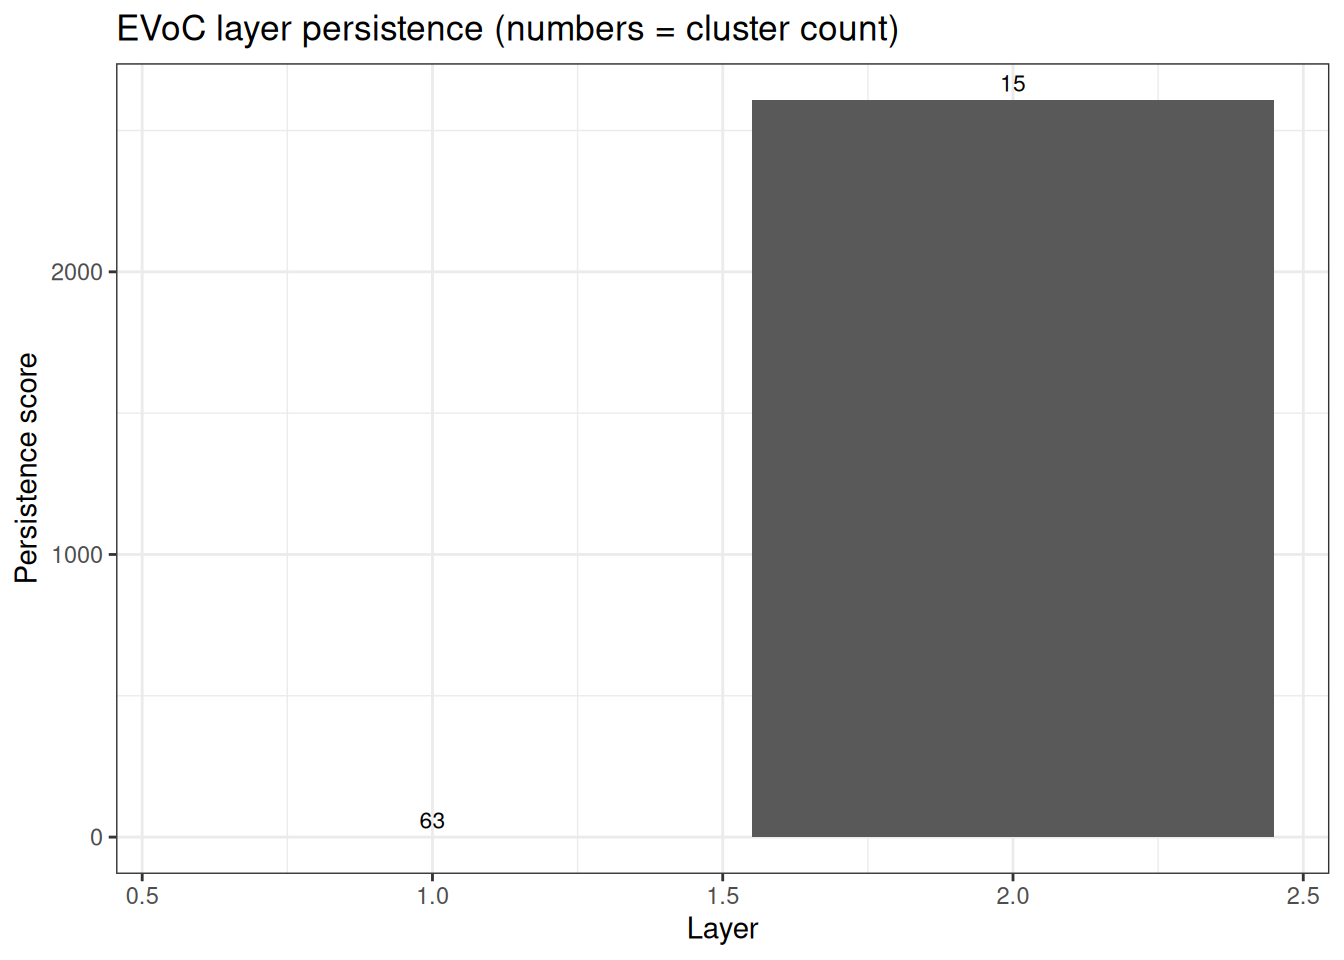 EVoC layer persistence (numbers = cluster count)
15
2000
1000
63
0
Persistence score
0.5 1.0 1.5 2.0 2.5
Layer